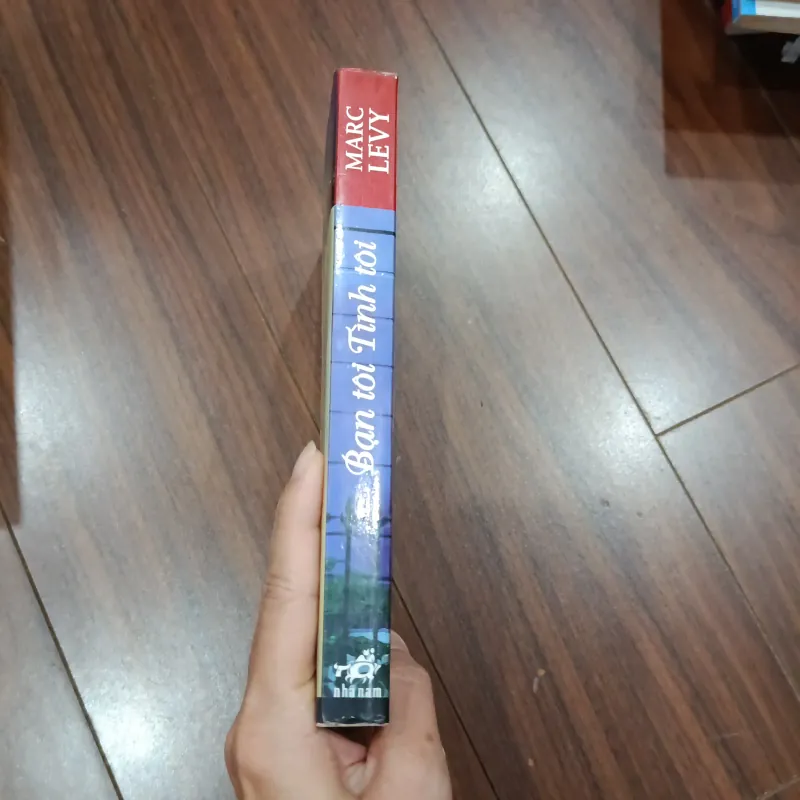 MARC
LEVY
Bạn tôi Tình tôi
nhã nam